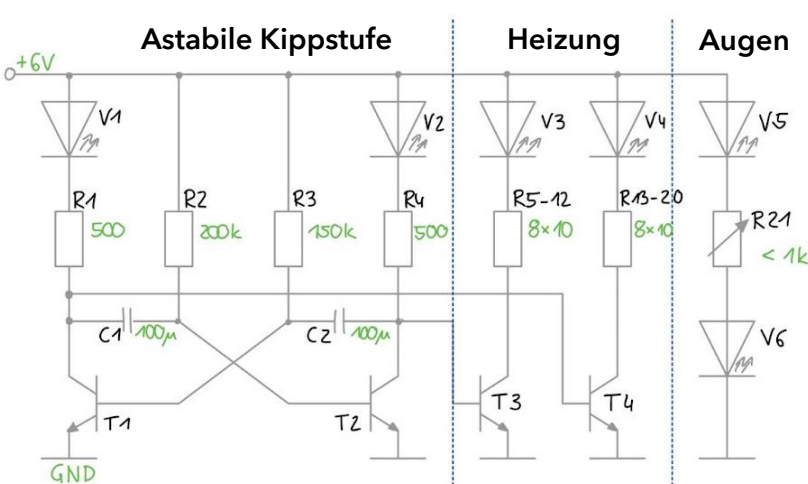 Astabile Kippstufe
Heizung
Augen
+6V
V1
V2
V3
V4
V5
R1
500
R2
200k
R3
150k
R4
500
R5-12
8×10
R13-20
8×10
R21
< 1k
C1
100µ
C2
100µ
V6
T1
T2
T3
T4
GND